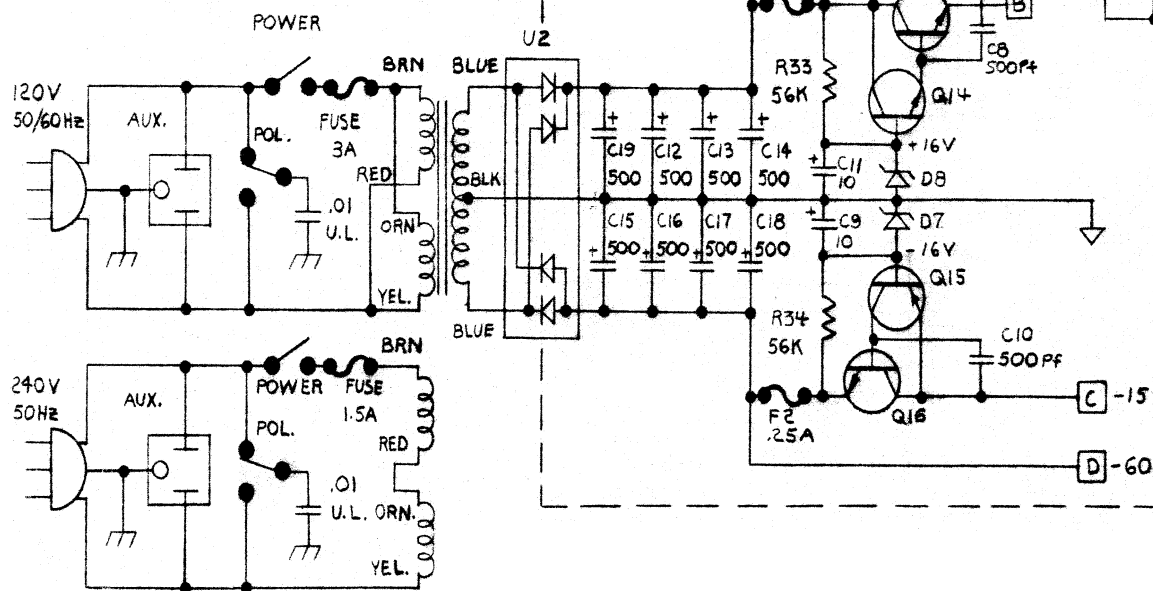 POWER
U2
B
C8
500Pf
BRN
BLUE
R33
56K
Q14
120V
50/60Hz
AUX.
POL.
FUSE
3A
+
+
+
+
+16V
C19
C12
C13
C14
+
C11
10
D8
500
500
500
500
RED
BLK
.01
U.L.
ORN
C15
C16
C17
C18
+
C9
10
D7
+500
+500
+500
+500
-16V
Q15
YEL.
BLUE
R34
56K
C10
500Pf
BRN
240V
50Hz
AUX.
POWER
FUSE
1.5A
F2
.25A
Q16
C
-15
POL.
RED
D
-60
.01
U.L.
ORN.
YEL.